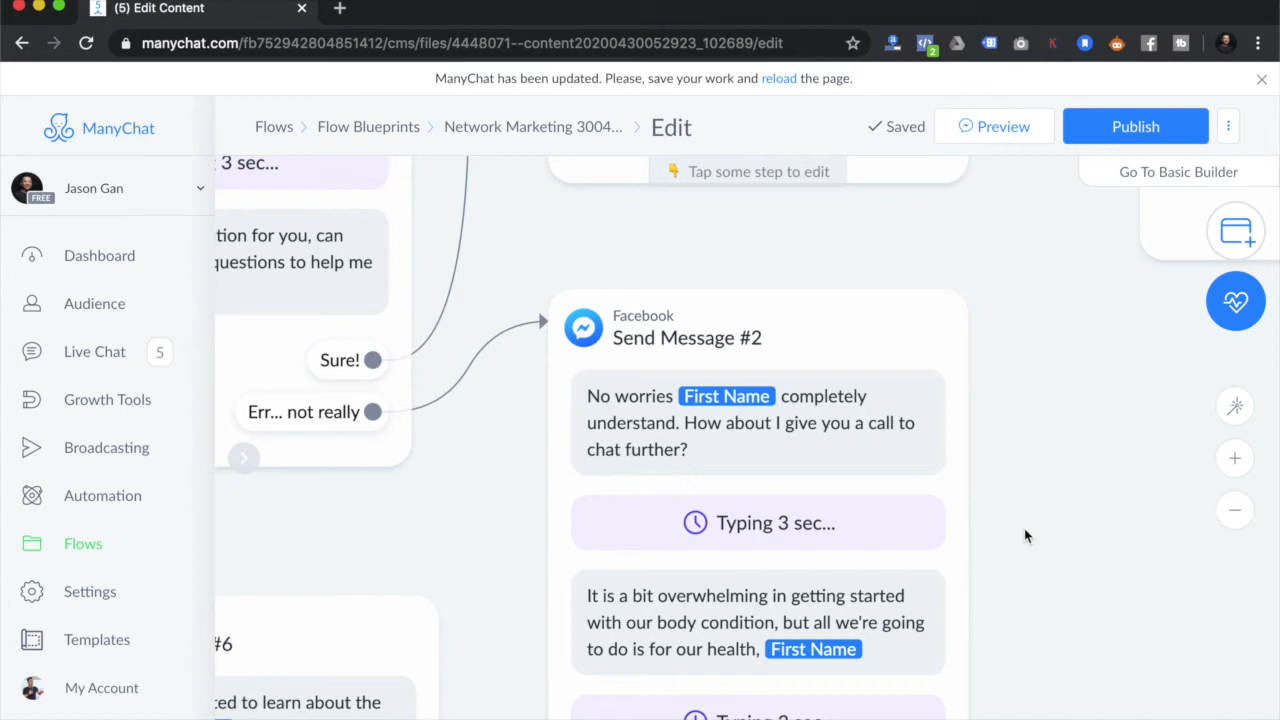 (5) Edit Content
manychat.com/fb752942804851412/cms/files/4448071--content20200430052923_102689/edit
2
ManyChat has been updated. Please, save your work and reload the page.
ManyChat
Flows
Flow Blueprints
Network Marketing 3004...
Edit
Saved
Preview
Publish
Jason Gan
FREE
Dashboard
Audience
Live Chat
5
Growth Tools
Broadcasting
Automation
Flows
Settings
Templates
My Account
3 sec...
👇 Tap some step to edit
Go To Basic Builder
tion for you, can
questions to help me
Sure!
Err... not really
Facebook
Send Message #2
No worries First Name completely
understand. How about I give you a call to
chat further?
Typing 3 sec...
It is a bit overwhelming in getting started
with our body condition, but all we're going
to do is for our health, First Name
Typing 3 sec...
#6
ted to learn about the